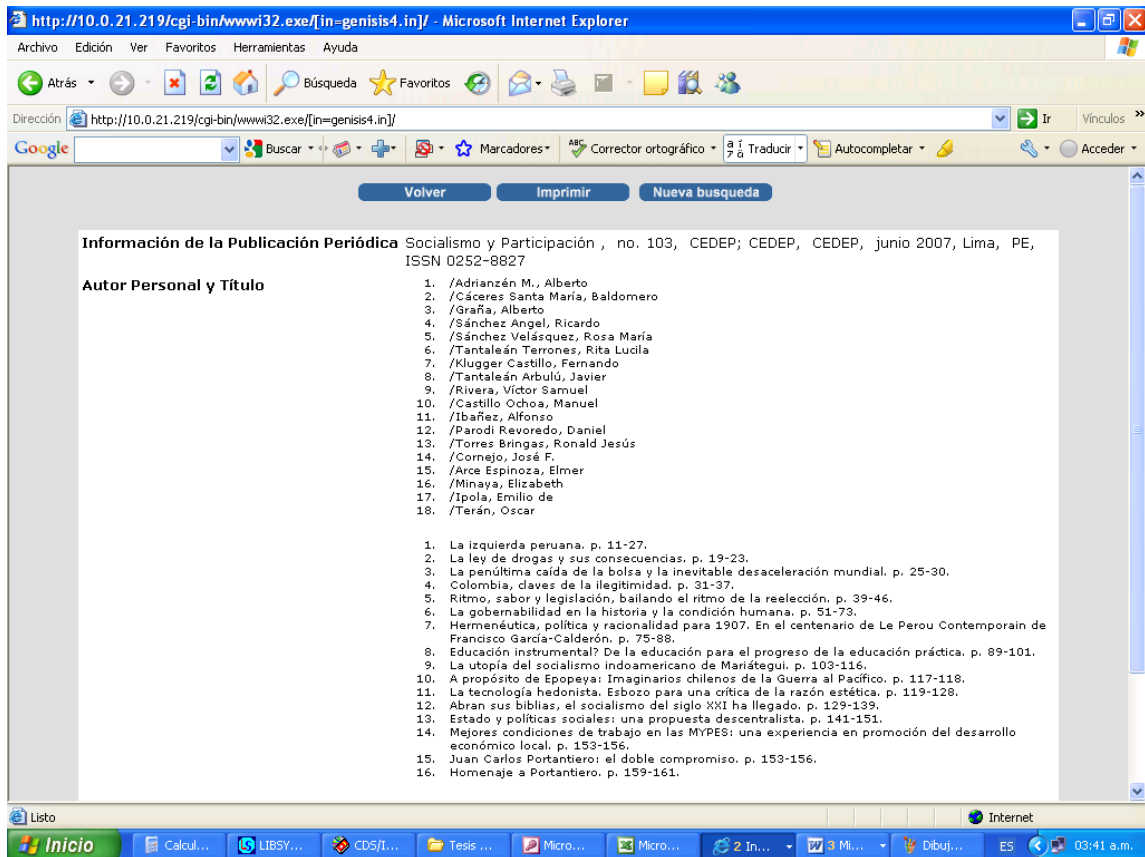 http://10.0.21.219/cgi-bin/wwwi32.exe/[in=genisis4.in]/ - Microsoft Internet Explorer
Archivo Edición Ver Favoritos Herramientas Ayuda
Atrás Búsqueda Favoritos
Dirección http://10.0.21.219/cgi-bin/wwwi32.exe/[in=genisis4.in]/ Ir Vínculos »
Google Buscar Marcadores ABC Corrector ortográfico Traducir Autocompletar Acceder
Volver Imprimir Nueva busqueda
Información de la Publicación Periódica Socialismo y Participación , no. 103, CEDEP; CEDEP, CEDEP, junio 2007, Lima, PE,
ISSN 0252-8827
Autor Personal y Título
1. /Adrianzén M., Alberto
2. /Cáceres Santa María, Baldomero
3. /Graña, Alberto
4. /Sánchez Angel, Ricardo
5. /Sánchez Velásquez, Rosa María
6. /Tantaleán Terrones, Rita Lucila
7. /Klugger Castillo, Fernando
8. /Tantaleán Arbulú, Javier
9. /Rivera, Víctor Samuel
10. /Castillo Ochoa, Manuel
11. /Ibañez, Alfonso
12. /Parodi Revoredo, Daniel
13. /Torres Bringas, Ronald Jesús
14. /Cornejo, José F.
15. /Arce Espinoza, Elmer
16. /Minaya, Elizabeth
17. /Ipola, Emilio de
18. /Terán, Oscar
1. La izquierda peruana. p. 11-27.
2. La ley de drogas y sus consecuencias. p. 19-23.
3. La penúltima caída de la bolsa y la inevitable desaceleración mundial. p. 25-30.
4. Colombia, claves de la ilegitimidad. p. 31-37.
5. Ritmo, sabor y legislación, bailando el ritmo de la reelección. p. 39-46.
6. La gobernabilidad en la historia y la condición humana. p. 51-73.
7. Hermenéutica, política y racionalidad para 1907. En el centenario de Le Perou Contemporain de
Francisco García-Calderón. p. 75-88.
8. Educación instrumental? De la educación para el progreso de la educación práctica. p. 89-101.
9. La utopía del socialismo indoamericano de Mariátegui. p. 103-116.
10. A propósito de Epopeya: Imaginarios chilenos de la Guerra al Pacífico. p. 117-118.
11. La tecnología hedonista. Esbozo para una crítica de la razón estética. p. 119-128.
12. Abran sus biblias, el socialismo del siglo XXI ha llegado. p. 129-139.
13. Estado y políticas sociales: una propuesta descentralista. p. 141-151.
14. Mejores condiciones de trabajo en las MYPES: una experiencia en promoción del desarrollo
económico local. p. 153-156.
15. Juan Carlos Portantiero: el doble compromiso. p. 153-156.
16. Homenaje a Portantiero. p. 159-161.
Listo Internet
Inicio Calcul... LIBSY... CDS/I... Tesis ... Micro... Micro... 2 In... 3 Mi... Dibuj... ES 03:41 a.m.